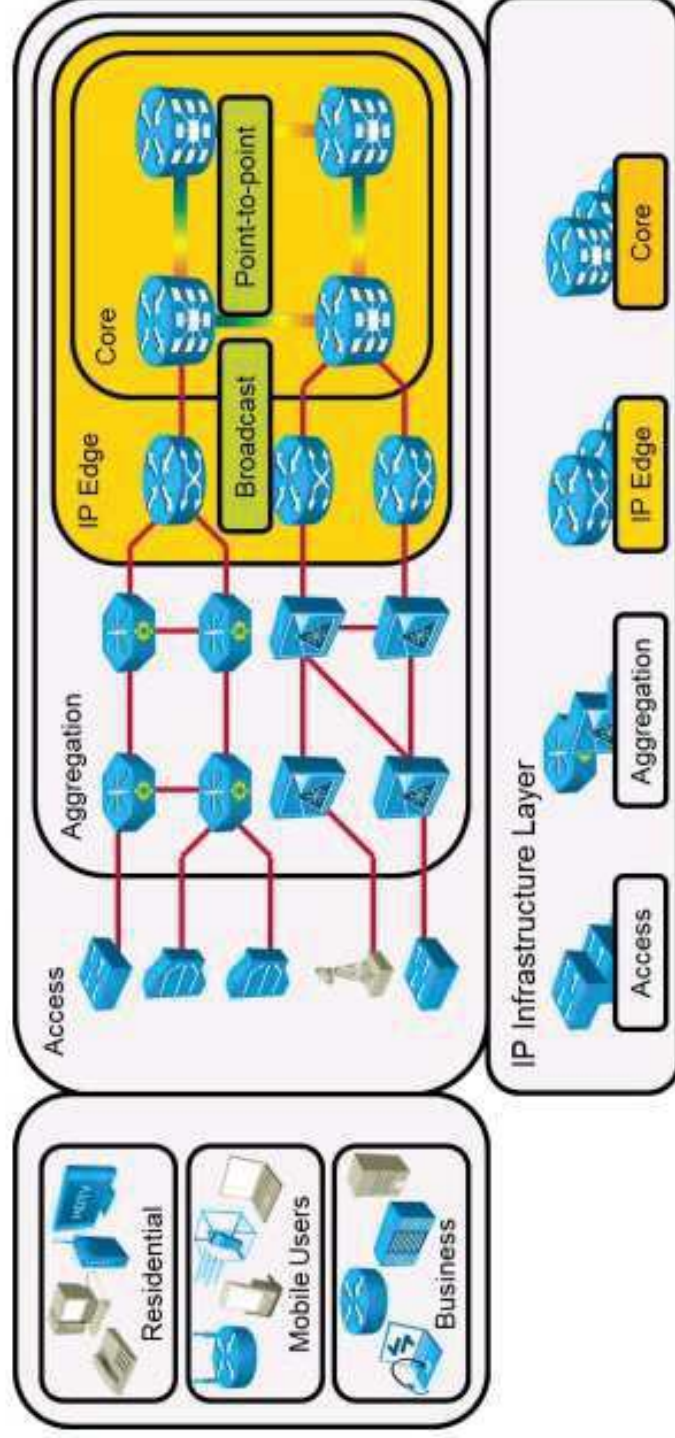 Residential
HDTV
Mobile Users
Business
Access
Aggregation
IP Edge
Core
Broadcast
Point-to-point
IP Infrastructure Layer
Access
Aggregation
IP Edge
Core